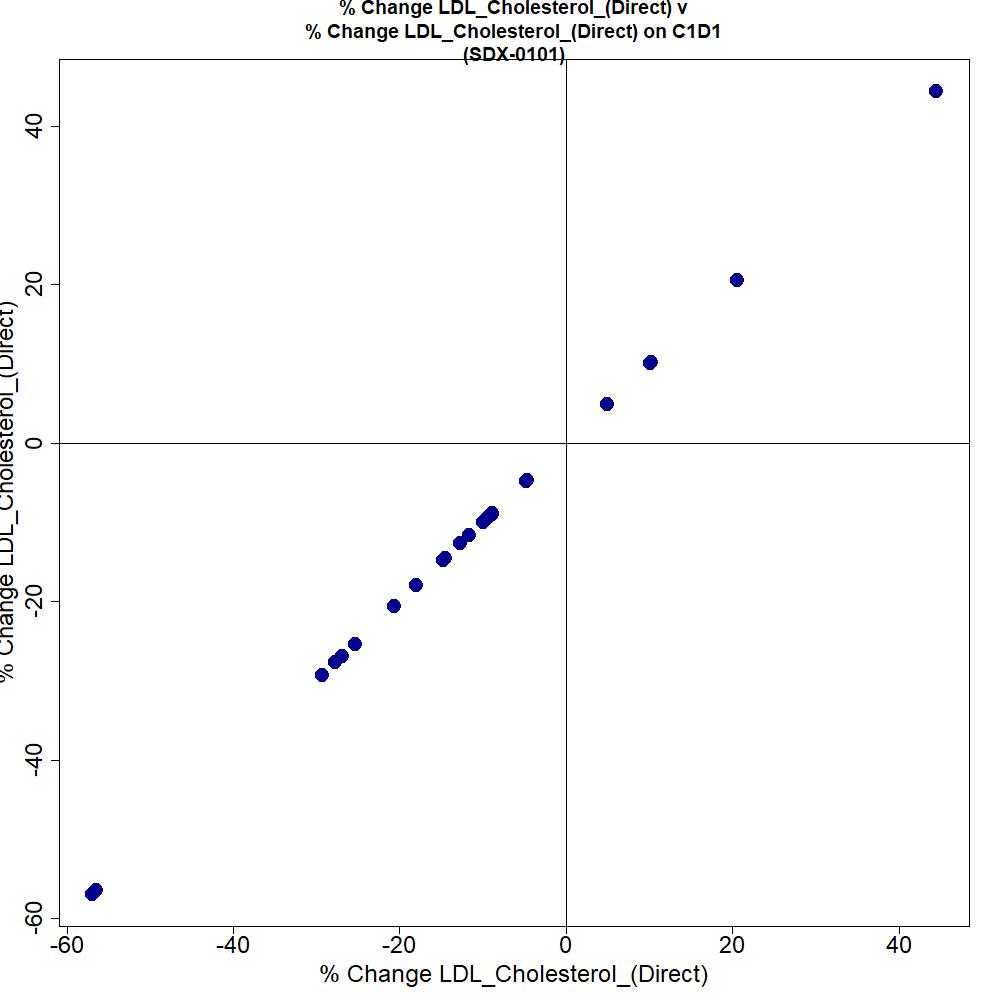 % Change LDL_Cholesterol_(Direct) v
% Change LDL_Cholesterol_(Direct) on C1D1
(SDX-0101)
% Change LDL_Cholesterol_(Direct)
40
20
0
-20
-40
-60
-60
-40
-20
0
20
40
% Change LDL_Cholesterol_(Direct)